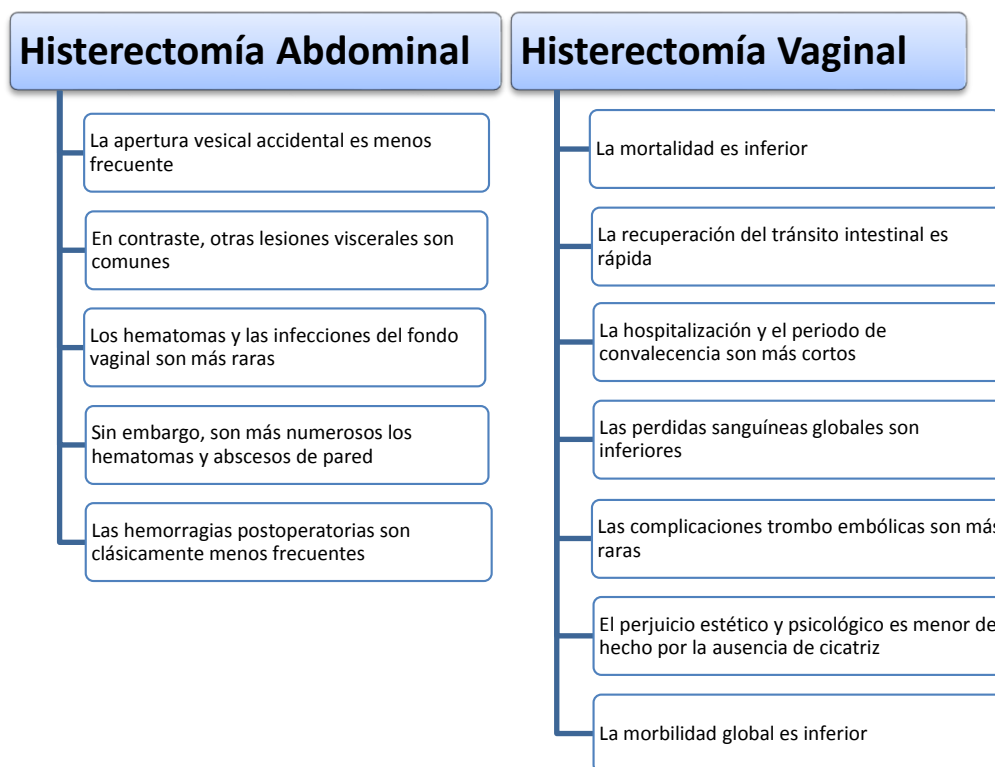 Histerectomía Abdominal
La apertura vesical accidental es menos
frecuente
En contraste, otras lesiones viscerales son
comunes
Los hematomas y las infecciones del fondo
vaginal son más raras
Sin embargo, son más numerosos los
hematomas y abscesos de pared
Las hemorragias postoperatorias son
clásicamente menos frecuentes
Histerectomía Vaginal
La mortalidad es inferior
La recuperación del tránsito intestinal es
rápida
La hospitalización y el periodo de
convalecencia son más cortos
Las perdidas sanguíneas globales son
inferiores
Las complicaciones trombo embólicas son más
raras
El perjuicio estético y psicológico es menor de
hecho por la ausencia de cicatriz
La morbilidad global es inferior